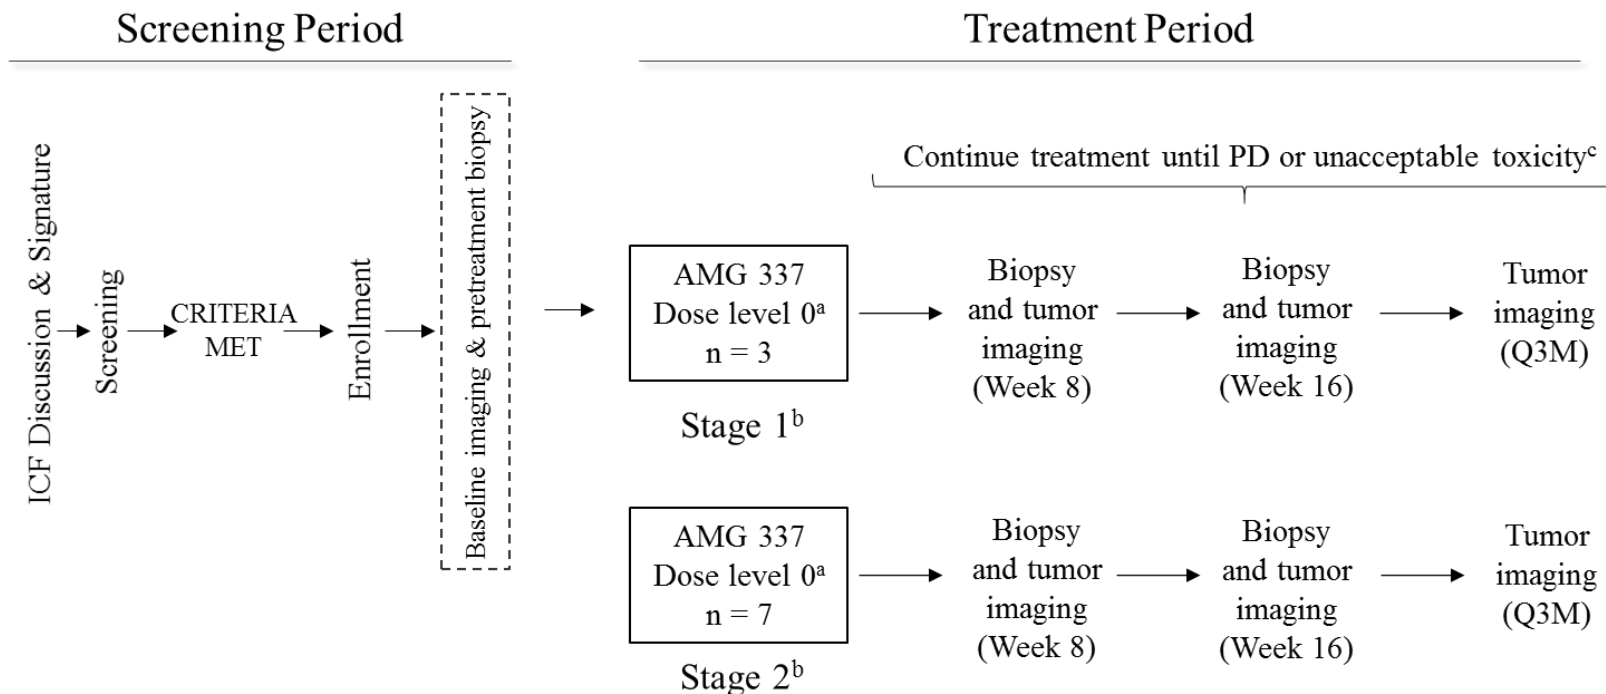 Screening Period
Treatment Period
ICF Discussion & Signature
Screening
CRITERIA
MET
Enrollment
Baseline imaging & pretreatment biopsy
Continue treatment until PD or unacceptable toxicityᶜ
AMG 337
Dose level 0ᵃ
n = 3
Stage 1ᵇ
Biopsy
and tumor
imaging
(Week 8)
Biopsy
and tumor
imaging
(Week 16)
Tumor
imaging
(Q3M)
AMG 337
Dose level 0ᵃ
n = 7
Stage 2ᵇ
Biopsy
and tumor
imaging
(Week 8)
Biopsy
and tumor
imaging
(Week 16)
Tumor
imaging
(Q3M)